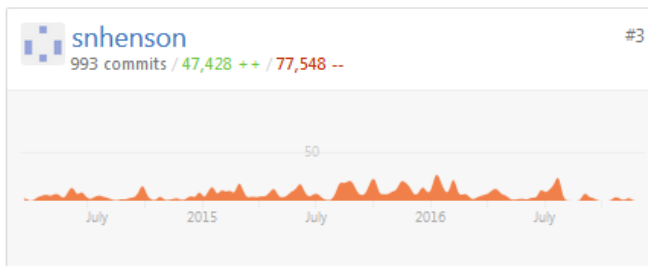 snhenson #3
993 commits / 47,428 ++ / 77,548 --
50
July 2015 July 2016 July